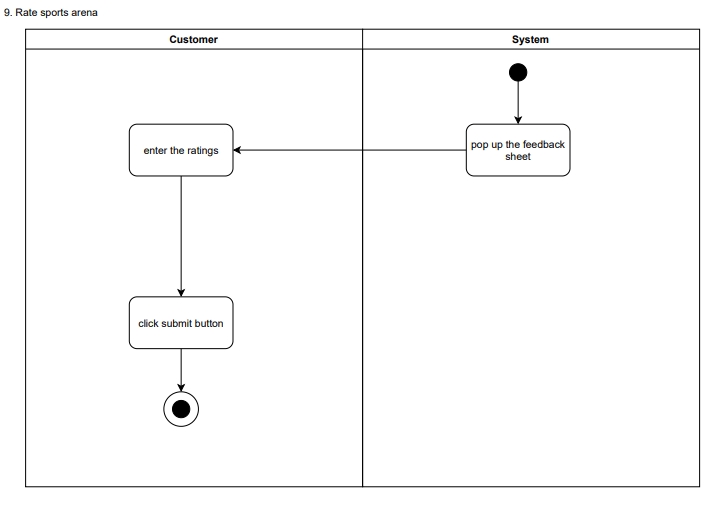 9. Rate sports arena
Customer
System
enter the ratings
pop up the feedback
sheet
click submit button